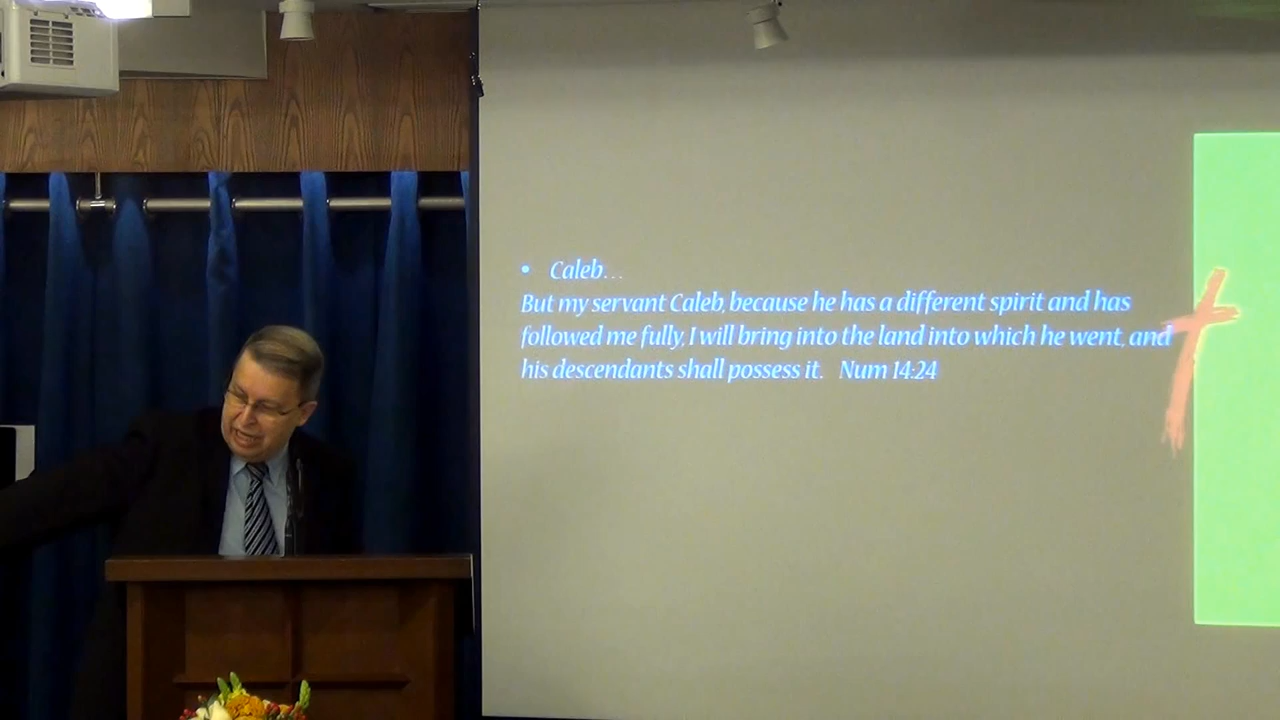 • Caleb...
But my servant Caleb, because he has a different spirit and has
followed me fully, I will bring into the land into which he went, and
his descendants shall possess it. Num 14:24